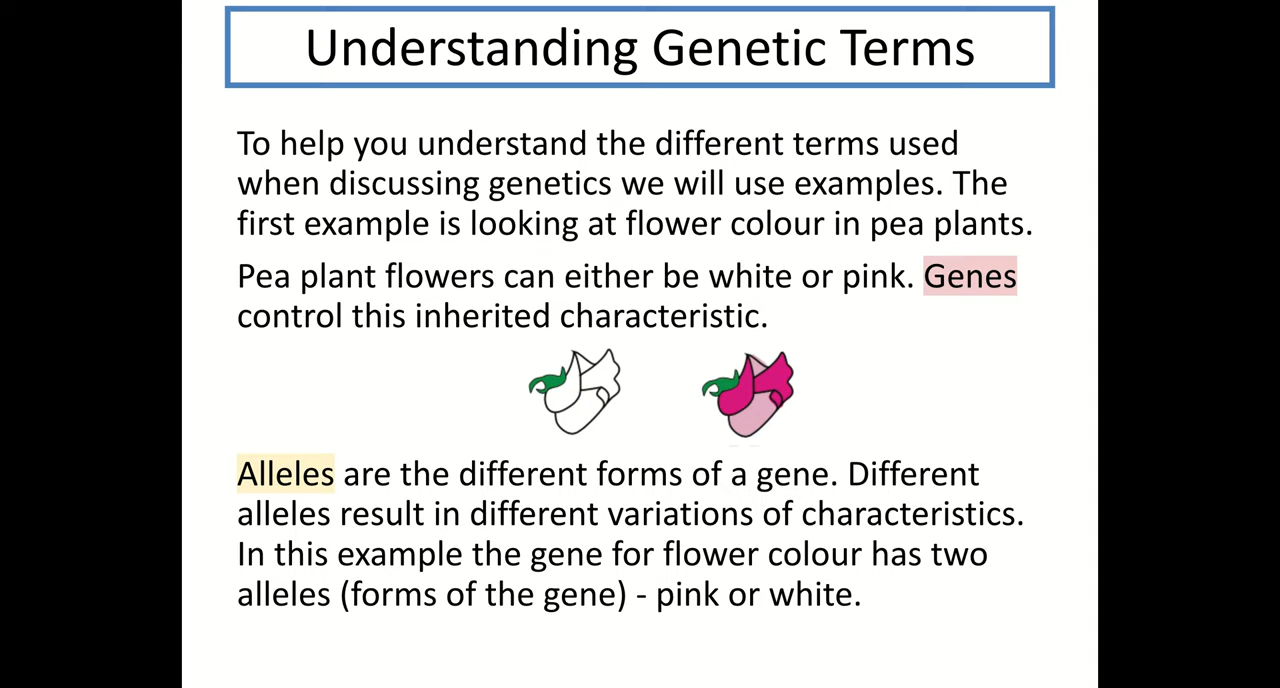 Understanding Genetic Terms
To help you understand the different terms used
when discussing genetics we will use examples. The
first example is looking at flower colour in pea plants.
Pea plant flowers can either be white or pink. Genes
control this inherited characteristic.
Alleles are the different forms of a gene. Different
alleles result in different variations of characteristics.
In this example the gene for flower colour has two
alleles (forms of the gene) - pink or white.